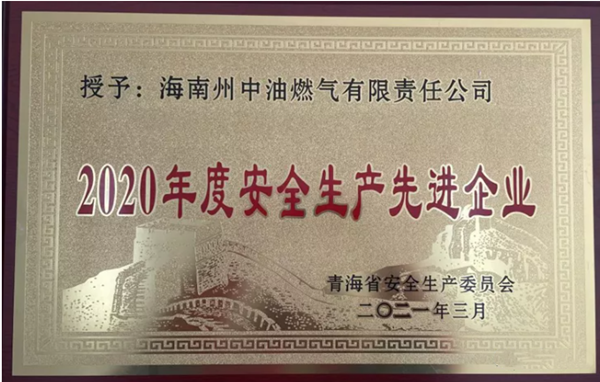 授予：海南州中油燃气有限责任公司
2020年度安全生产先进企业
青海省安全生产委员会
二〇二一年三月